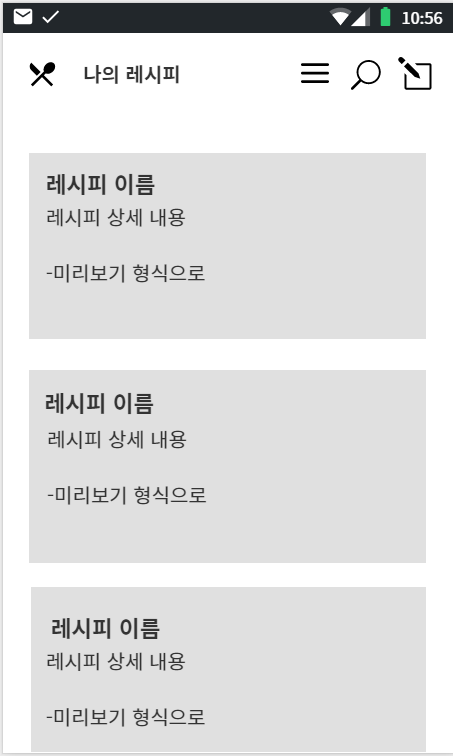 10:56
나의 레시피
레시피 이름
레시피 상세 내용
-미리보기 형식으로
레시피 이름
레시피 상세 내용
-미리보기 형식으로
레시피 이름
레시피 상세 내용
-미리보기 형식으로